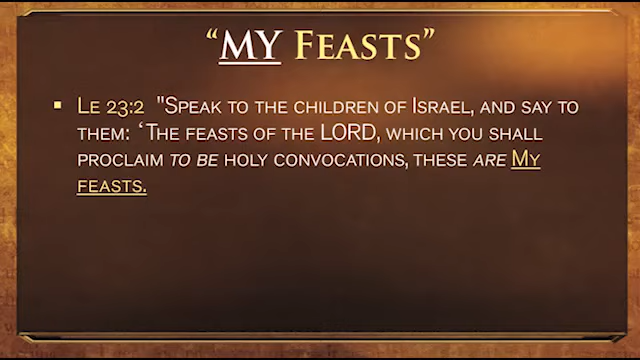 “MY FEASTS”
▪ LE 23:2 "SPEAK TO THE CHILDREN OF ISRAEL, AND SAY TO
THEM: ‘THE FEASTS OF THE LORD, WHICH YOU SHALL
PROCLAIM TO BE HOLY CONVOCATIONS, THESE ARE MY
FEASTS.